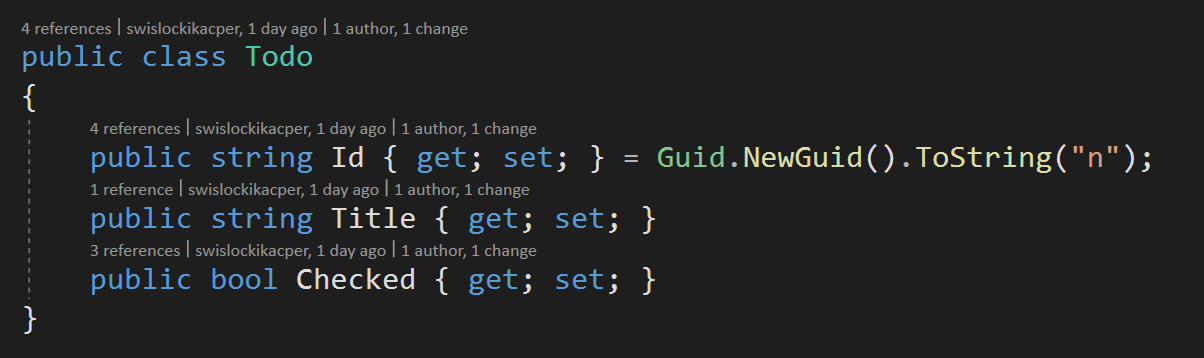 4 references | swislockikacper, 1 day ago | 1 author, 1 change
public class Todo
{
4 references | swislockikacper, 1 day ago | 1 author, 1 change
public string Id { get; set; } = Guid.NewGuid().ToString("n");
1 reference | swislockikacper, 1 day ago | 1 author, 1 change
public string Title { get; set; }
3 references | swislockikacper, 1 day ago | 1 author, 1 change
public bool Checked { get; set; }
}